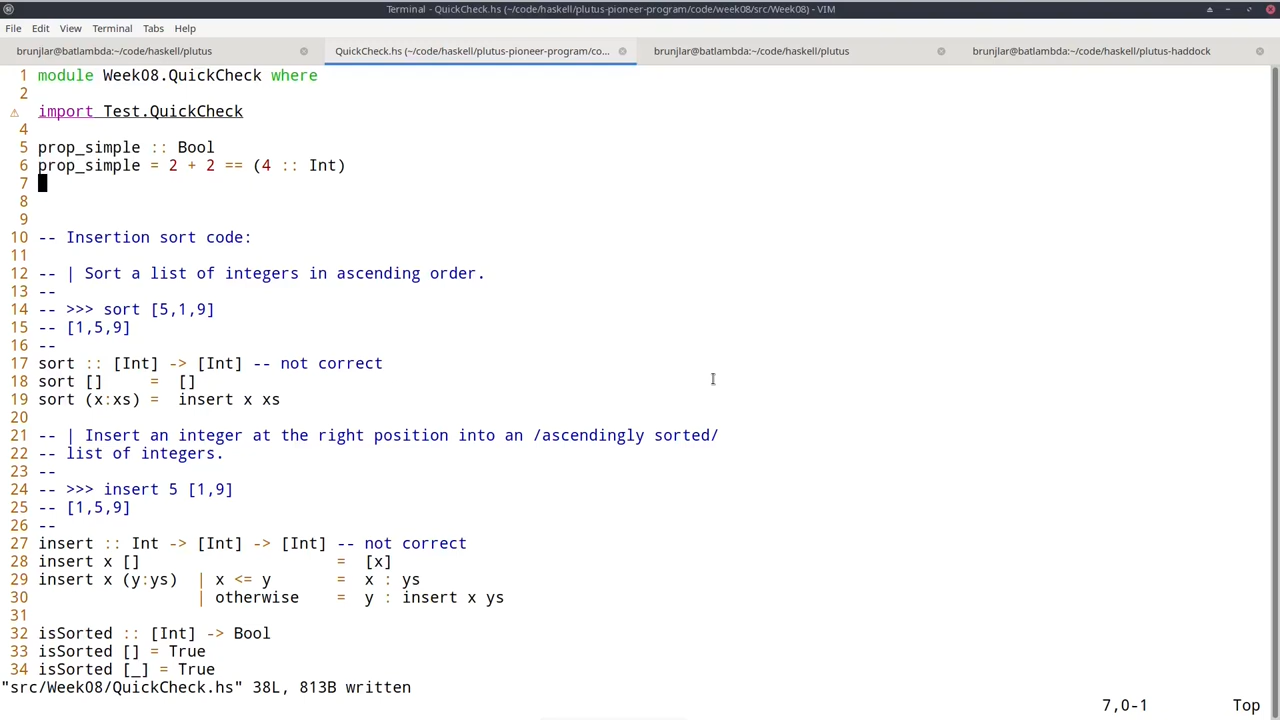 Terminal - QuickCheck.hs (~/code/haskell/plutus-pioneer-program/code/week08/src/Week08) - VIM
File Edit View Terminal Tabs Help
brunjlar@batlambda:~/code/haskell/plutus QuickCheck.hs (~/code/haskell/plutus-pioneer-program/co... brunjlar@batlambda:~/code/haskell/plutus brunjlar@batlambda:~/code/haskell/plutus-haddock
1 module Week08.QuickCheck where
2
⚠ import Test.QuickCheck
4
5 prop_simple :: Bool
6 prop_simple = 2 + 2 == (4 :: Int)
7
8
9
10 -- Insertion sort code:
11
12 -- | Sort a list of integers in ascending order.
13 --
14 -- >>> sort [5,1,9]
15 -- [1,5,9]
16 --
17 sort :: [Int] -> [Int] -- not correct
18 sort []     =  []
19 sort (x:xs) =  insert x xs
20
21 -- | Insert an integer at the right position into an /ascendingly sorted/
22 -- list of integers.
23 --
24 -- >>> insert 5 [1,9]
25 -- [1,5,9]
26 --
27 insert :: Int -> [Int] -> [Int] -- not correct
28 insert x []                     =  [x]
29 insert x (y:ys)  | x <= y       =  x : ys
30                  | otherwise    =  y : insert x ys
31
32 isSorted :: [Int] -> Bool
33 isSorted [] = True
34 isSorted [_] = True
"src/Week08/QuickCheck.hs" 38L, 813B written
7,0-1 Top